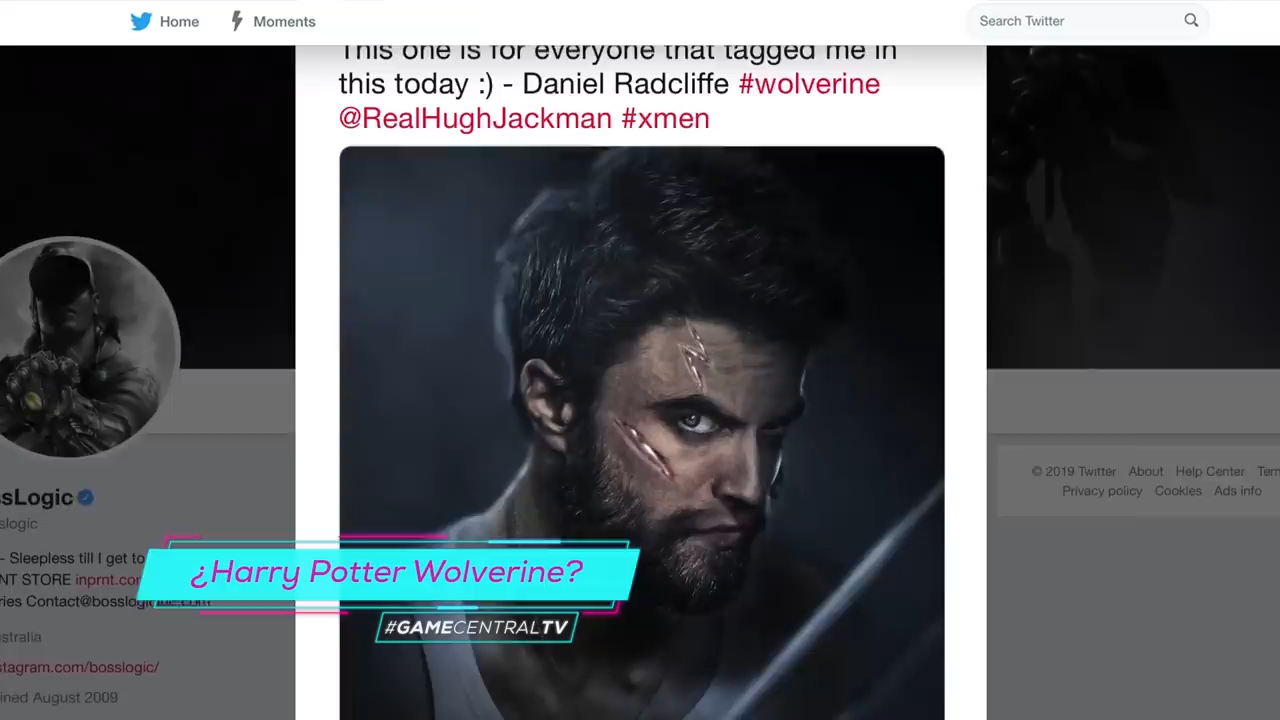 Home
Moments
Search Twitter
This one is for everyone that tagged me in
this today :) - Daniel Radcliffe #wolverine
@RealHughJackman #xmen
ssLogic
sslogic
- Sleepless till I get to
NT STORE inprnt.com
ries Contact@bosslogic
stralia
stagram.com/bosslogic/
ined August 2009
© 2019 Twitter About Help Center Tern
Privacy policy Cookies Ads info
¿Harry Potter Wolverine?
#GAMECENTRALTV